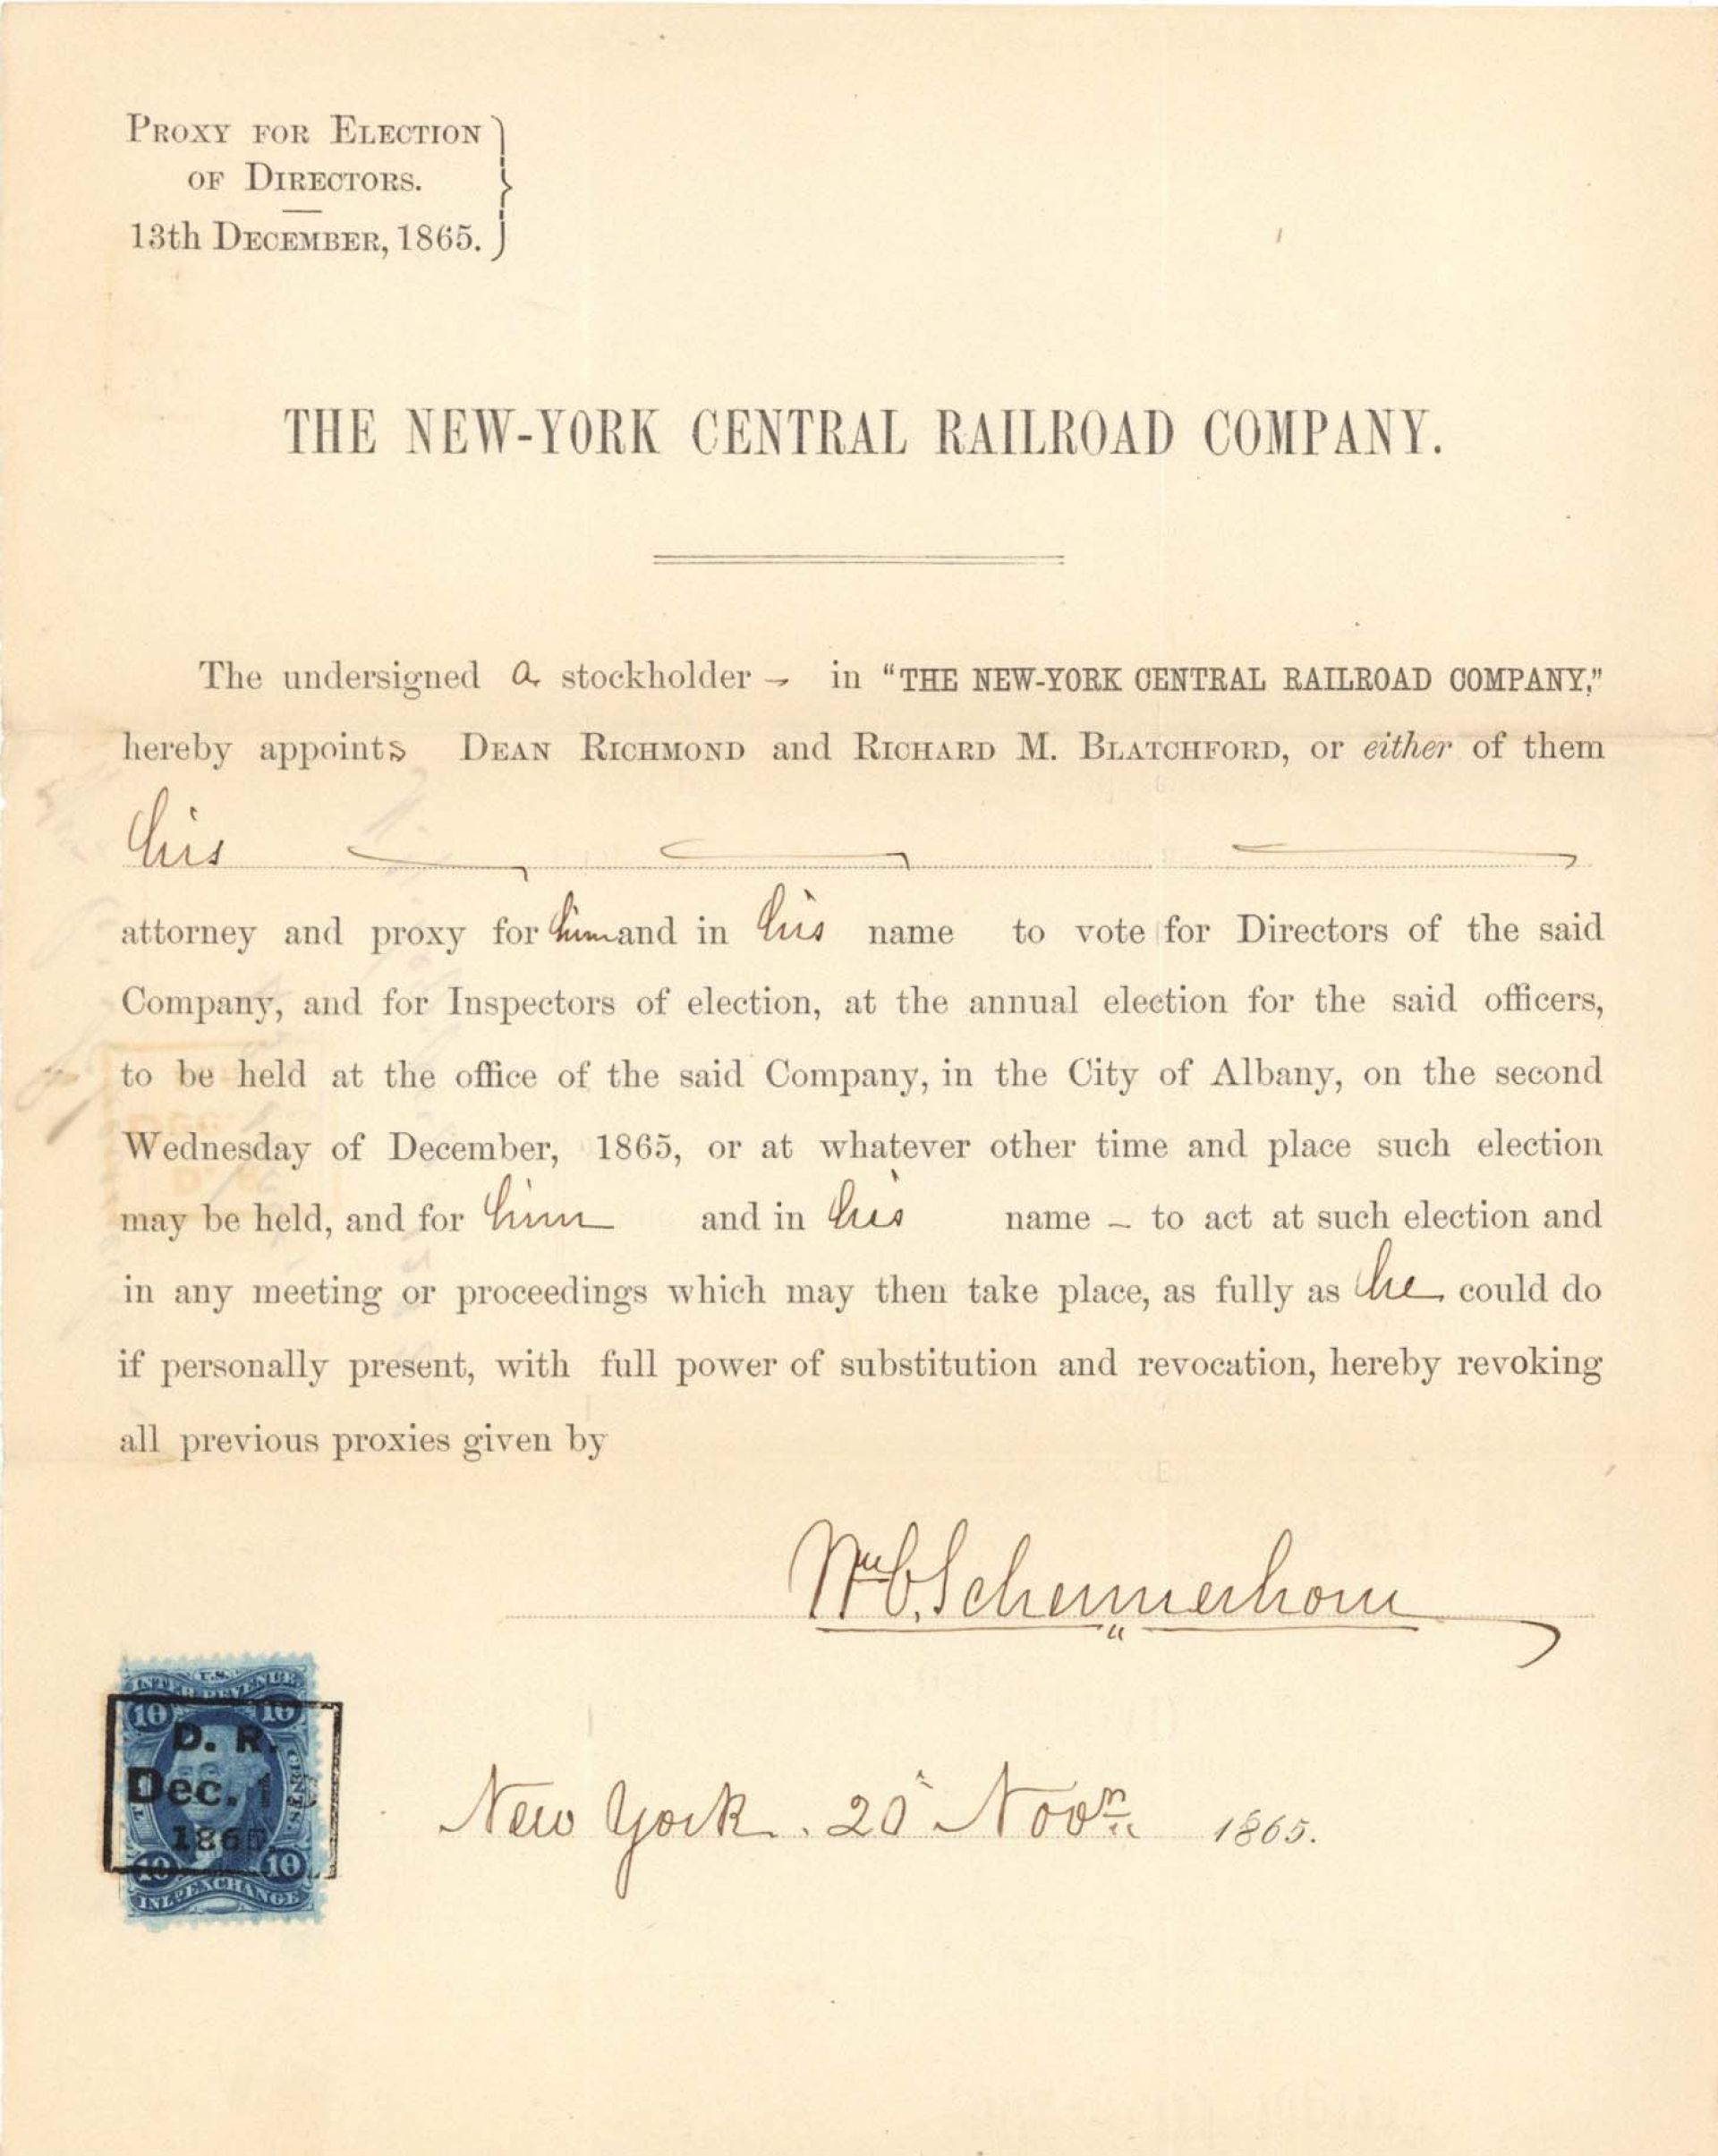 PROXY FOR ELECTION
OF DIRECTORS.
13th DECEMBER, 1865.
THE NEW-YORK CENTRAL RAILROAD COMPANY.
The undersigned a stockholder - in "THE NEW-YORK CENTRAL RAILROAD COMPANY,"
hereby appoints DEAN RICHMOND and RICHARD M. BLATCHFORD, or either of them
his
attorney and proxy for him and in his name to vote for Directors of the said
Company, and for Inspectors of election, at the annual election for the said officers,
to be held at the office of the said Company, in the City of Albany, on the second
Wednesday of December, 1865, or at whatever other time and place such election
may be held, and for him and in his name - to act at such election and
in any meeting or proceedings which may then take place, as fully as he could do
if personally present, with full power of substitution and revocation, hereby revoking
all previous proxies given by
Wm C. Schermerhorn
U.S.
INTER. REVENUE
10 10
D. R.
Dec. 1
CENTS.
1865
10 10
INL. EXCHANGE
New York. 20 Novr. 1865.